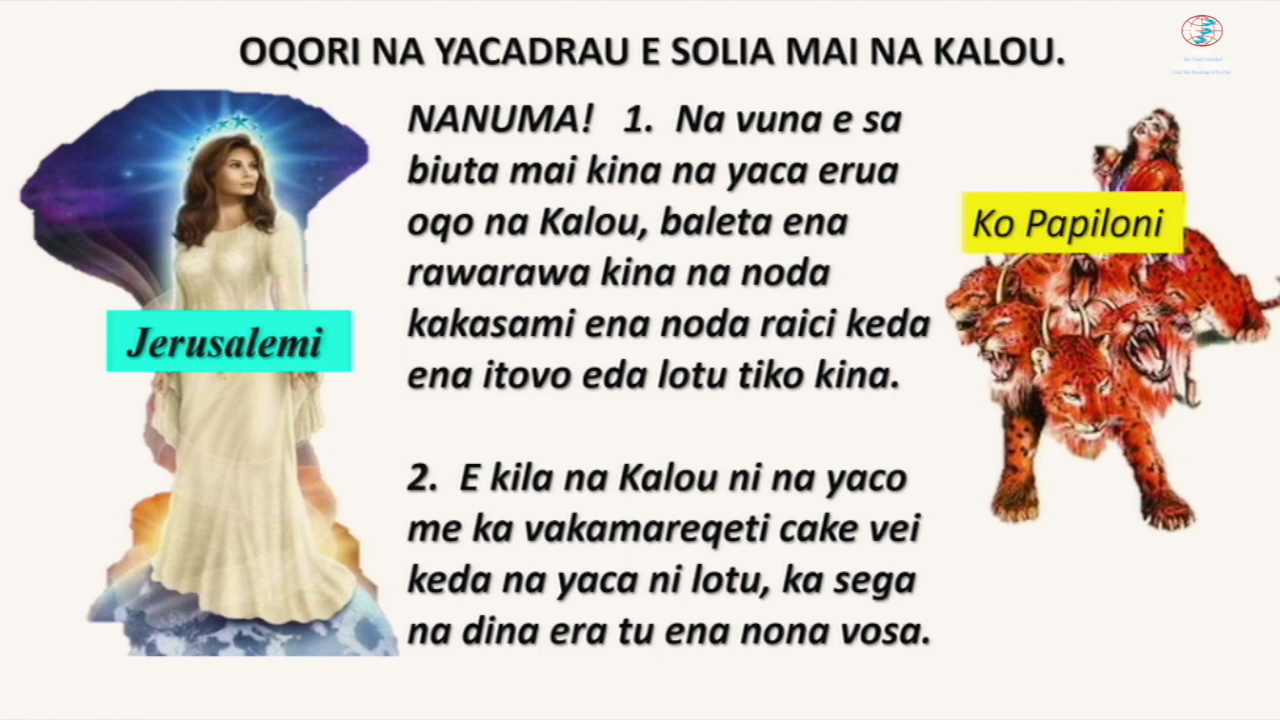 OQORI NA YACADRAU E SOLIA MAI NA KALOU.
NANUMA! 1. Na vuna e sa
biuta mai kina na yaca erua
oqo na Kalou, baleta ena
rawarawa kina na noda
kakasami ena noda raici keda
ena itovo eda lotu tiko kina.
2. E kila na Kalou ni na yaco
me ka vakamareqeti cake vei
keda na yaca ni lotu, ka sega
na dina era tu ena nona vosa.
Jerusalemi
Ko Papiloni